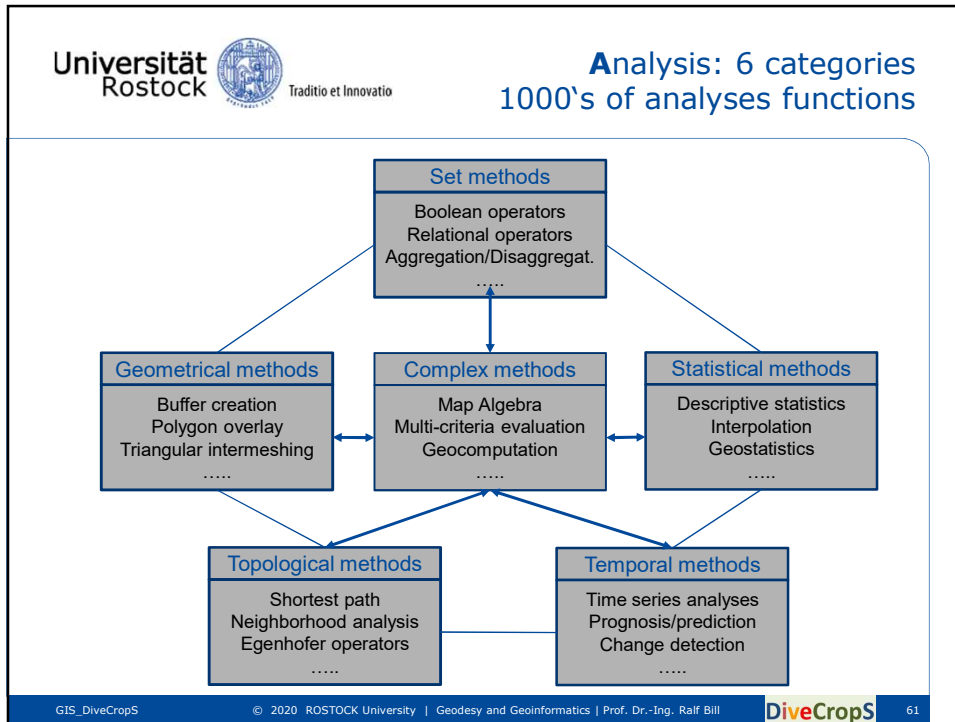 Universität
Rostock
Traditio et Innovatio
Analysis: 6 categories
1000‘s of analyses functions
Set methods
Boolean operators
Relational operators
Aggregation/Disaggregat.
…..
Geometrical methods
Buffer creation
Polygon overlay
Triangular intermeshing
…..
Complex methods
Map Algebra
Multi-criteria evaluation
Geocomputation
…..
Statistical methods
Descriptive statistics
Interpolation
Geostatistics
…..
Topological methods
Shortest path
Neighborhood analysis
Egenhofer operators
…..
Temporal methods
Time series analyses
Prognosis/prediction
Change detection
…..
GIS_DiveCropS
© 2020 ROSTOCK University | Geodesy and Geoinformatics | Prof. Dr.-Ing. Ralf Bill
DiveCropS
61